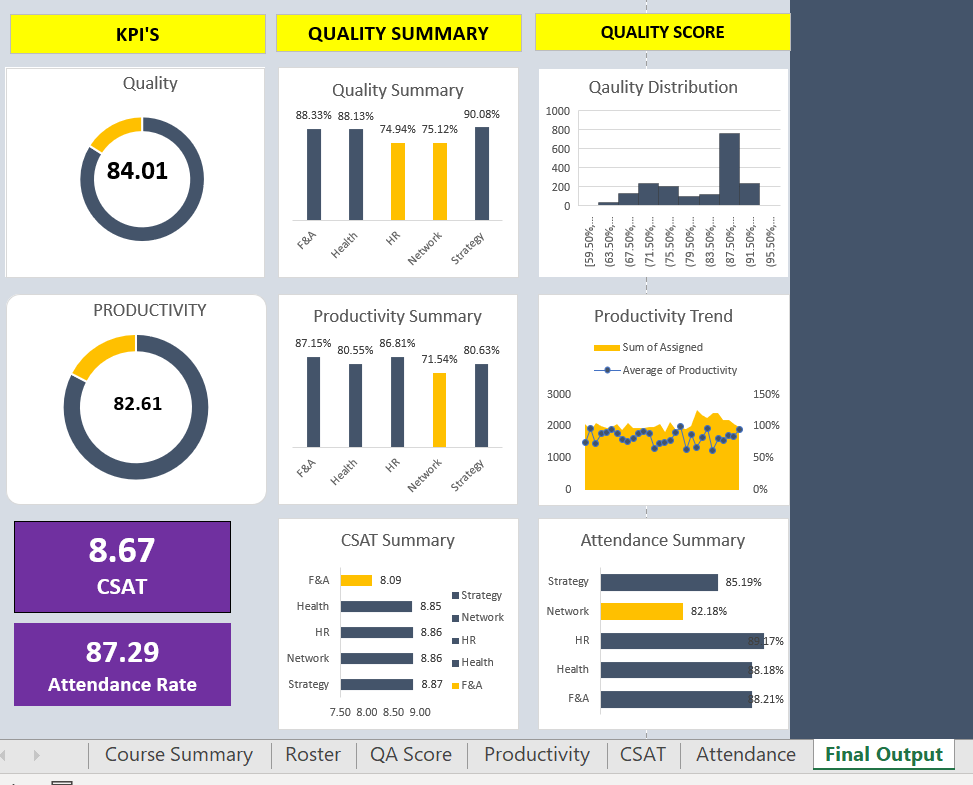 KPI'S
QUALITY SUMMARY
QUALITY SCORE
Quality
84.01
Quality Summary
88.33% 88.13% 74.94% 75.12% 90.08%
F&A Health HR Network Strategy
Qaulity Distribution
1000
800
600
400
200
0
[59.50%,... (63.50%,... (67.50%,... (71.50%,... (75.50%,... (79.50%,... (83.50%,... (87.50%,... (91.50%,... (95.50%,...
PRODUCTIVITY
82.61
Productivity Summary
87.15% 80.55% 86.81% 71.54% 80.63%
F&A Health HR Network Strategy
Productivity Trend
Sum of Assigned
Average of Productivity
3000 150%
2000 100%
1000 50%
0 0%
8.67
CSAT
87.29
Attendance Rate
CSAT Summary
F&A 8.09
Health 8.85
HR 8.86
Network 8.86
Strategy 8.87
7.50 8.00 8.50 9.00
Strategy
Network
HR
Health
F&A
Attendance Summary
Strategy 85.19%
Network 82.18%
HR 89.17%
Health 88.18%
F&A 88.21%
Course Summary Roster QA Score Productivity CSAT Attendance Final Output